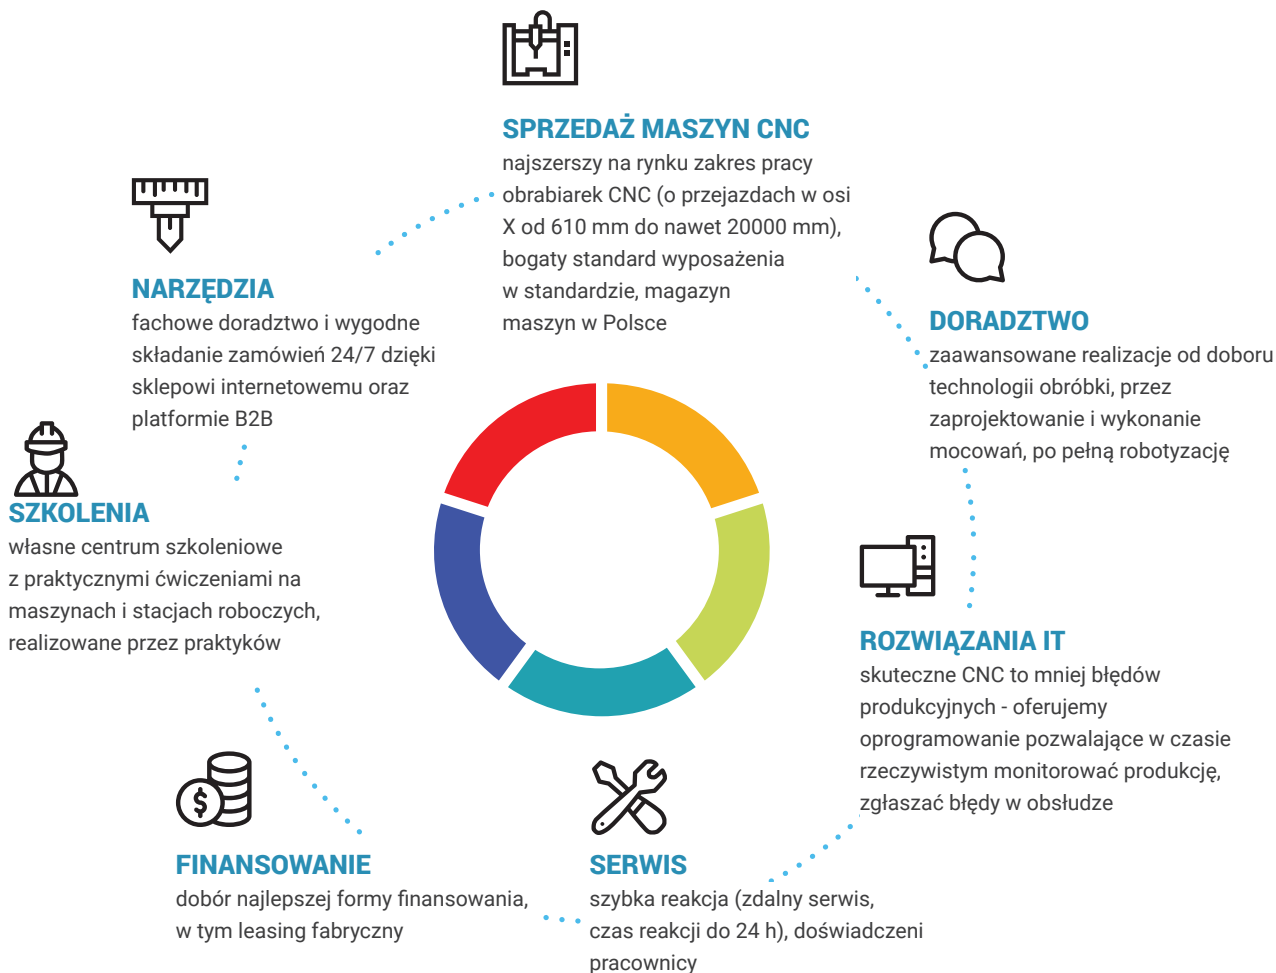 SPRZEDAŻ MASZYN CNC
najszerszy na rynku zakres pracy
obrabiarek CNC (o przejazdach w osi
X od 610 mm do nawet 20000 mm),
bogaty standard wyposażenia
w standardzie, magazyn
maszyn w Polsce
NARZĘDZIA
fachowe doradztwo i wygodne
składanie zamówień 24/7 dzięki
sklepowi internetowemu oraz
platformie B2B
DORADZTWO
zaawansowane realizacje od doboru
technologii obróbki, przez
zaprojektowanie i wykonanie
mocowań, po pełną robotyzację
SZKOLENIA
własne centrum szkoleniowe
z praktycznymi ćwiczeniami na
maszynach i stacjach roboczych,
realizowane przez praktyków
ROZWIĄZANIA IT
skuteczne CNC to mniej błędów
produkcyjnych - oferujemy
oprogramowanie pozwalające w czasie
rzeczywistym monitorować produkcję,
zgłaszać błędy w obsłudze
$
FINANSOWANIE
dobór najlepszej formy finansowania,
w tym leasing fabryczny
SERWIS
szybka reakcja (zdalny serwis,
czas reakcji do 24 h), doświadczeni
pracownicy